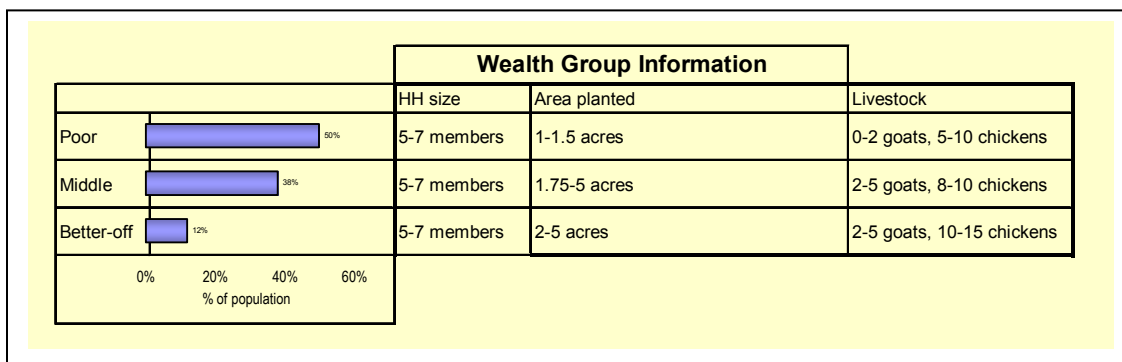 Wealth Group Information
HH size Area planted Livestock
Poor 50% 5-7 members 1-1.5 acres 0-2 goats, 5-10 chickens
Middle 38% 5-7 members 1.75-5 acres 2-5 goats, 8-10 chickens
Better-off 12% 5-7 members 2-5 acres 2-5 goats, 10-15 chickens
0% 20% 40% 60%
% of population